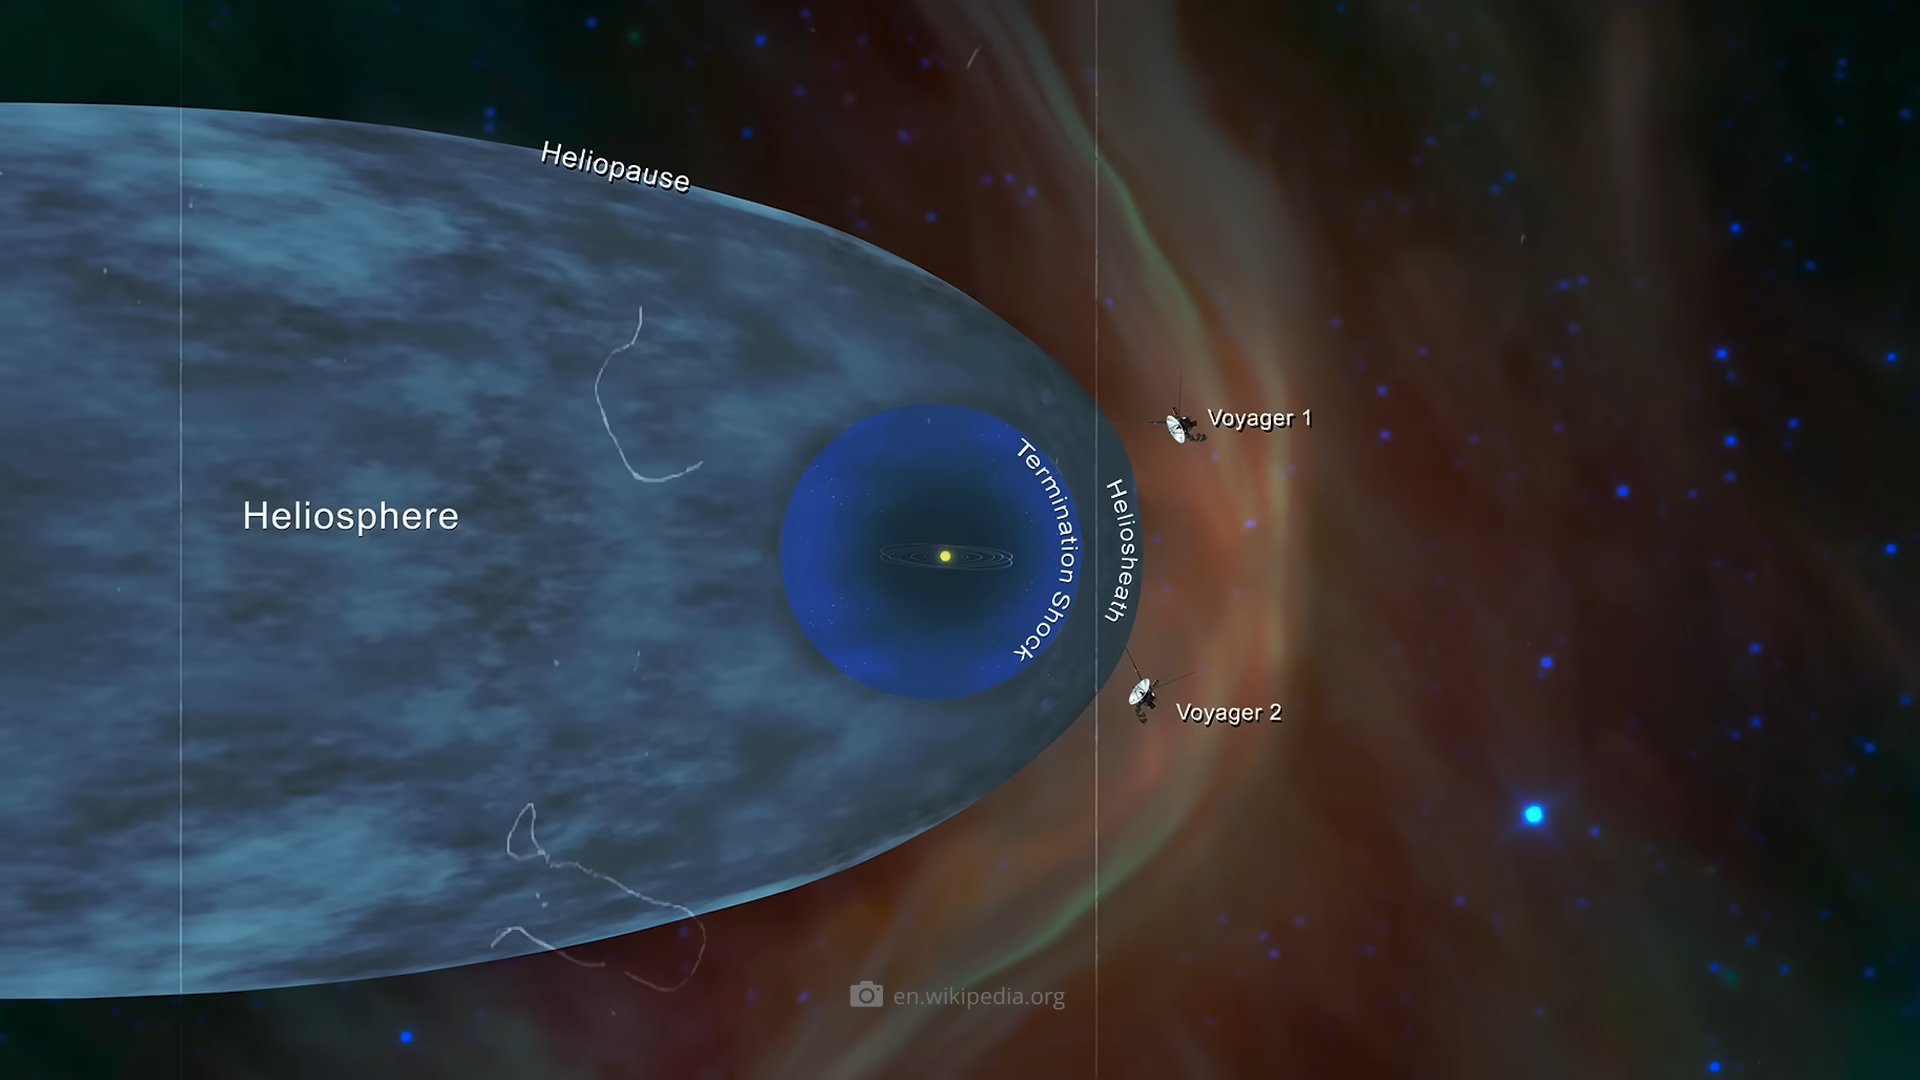 Heliopause
Voyager 1
Termination Shock
Heliosheath
Heliosphere
Voyager 2
en.wikipedia.org